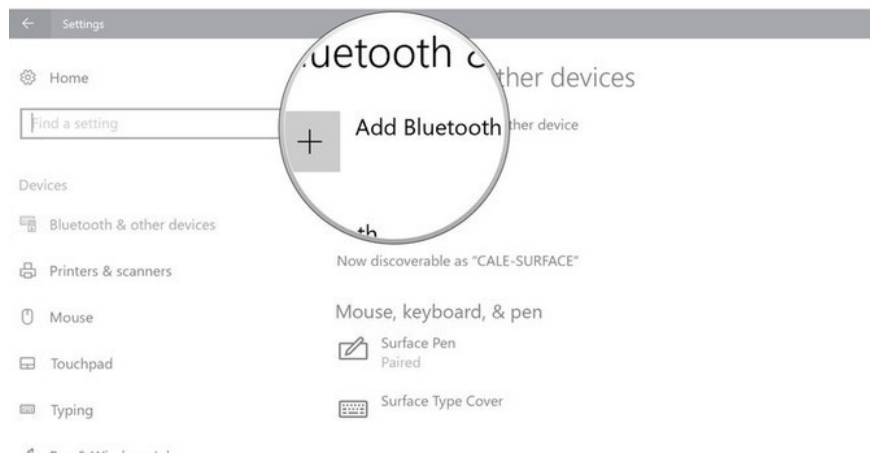 Settings
Home
Find a setting
Devices
Bluetooth & other devices
Printers & scanners
Mouse
Touchpad
Typing
uetooth
ther devices
Add Bluetooth
ther device
th
Now discoverable as "CALE-SURFACE"
Mouse, keyboard, & pen
Surface Pen
Paired
Surface Type Cover